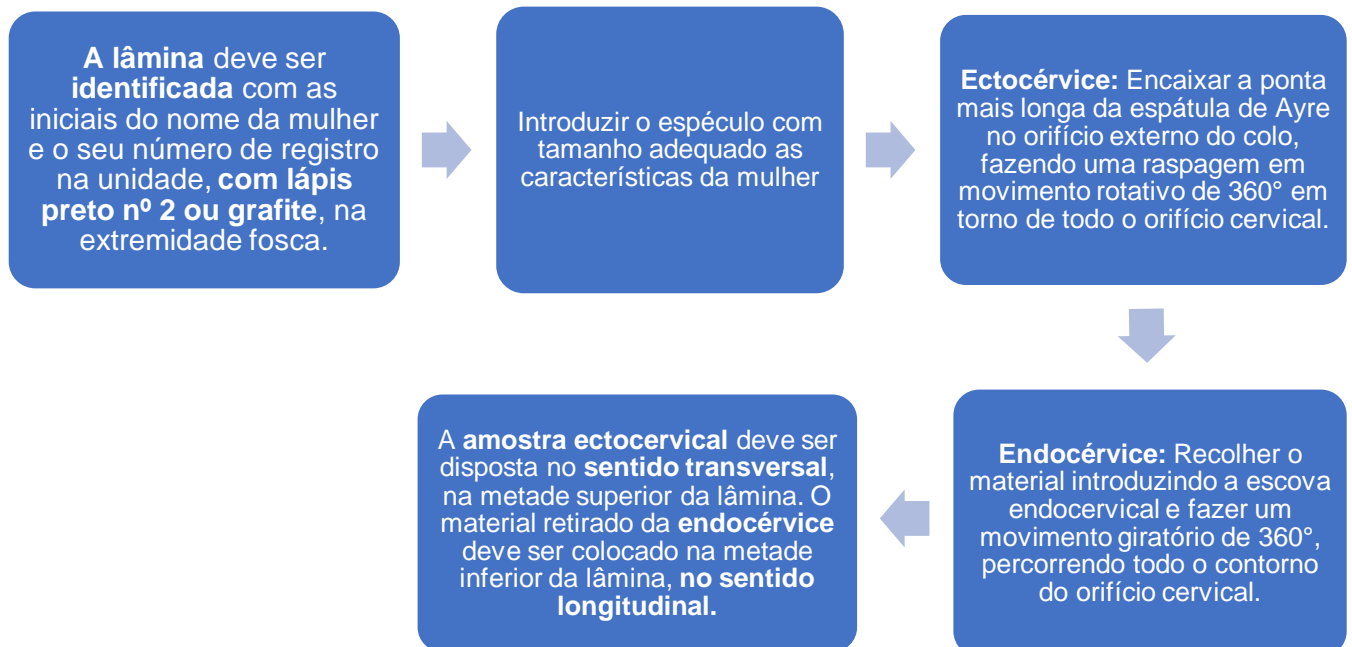 A lâmina deve ser
identificada com as
iniciais do nome da mulher
e o seu número de registro
na unidade, com lápis
preto nº 2 ou grafite, na
extremidade fosca.
Introduzir o espéculo com
tamanho adequado as
características da mulher
Ectocérvice: Encaixar a ponta
mais longa da espátula de Ayre
no orifício externo do colo,
fazendo uma raspagem em
movimento rotativo de 360° em
torno de todo o orifício cervical.
Endocérvice: Recolher o
material introduzindo a escova
endocervical e fazer um
movimento giratório de 360°,
percorrendo todo o contorno
do orifício cervical.
A amostra ectocervical deve ser
disposta no sentido transversal,
na metade superior da lâmina. O
material retirado da endocérvice
deve ser colocado na metade
inferior da lâmina, no sentido
longitudinal.